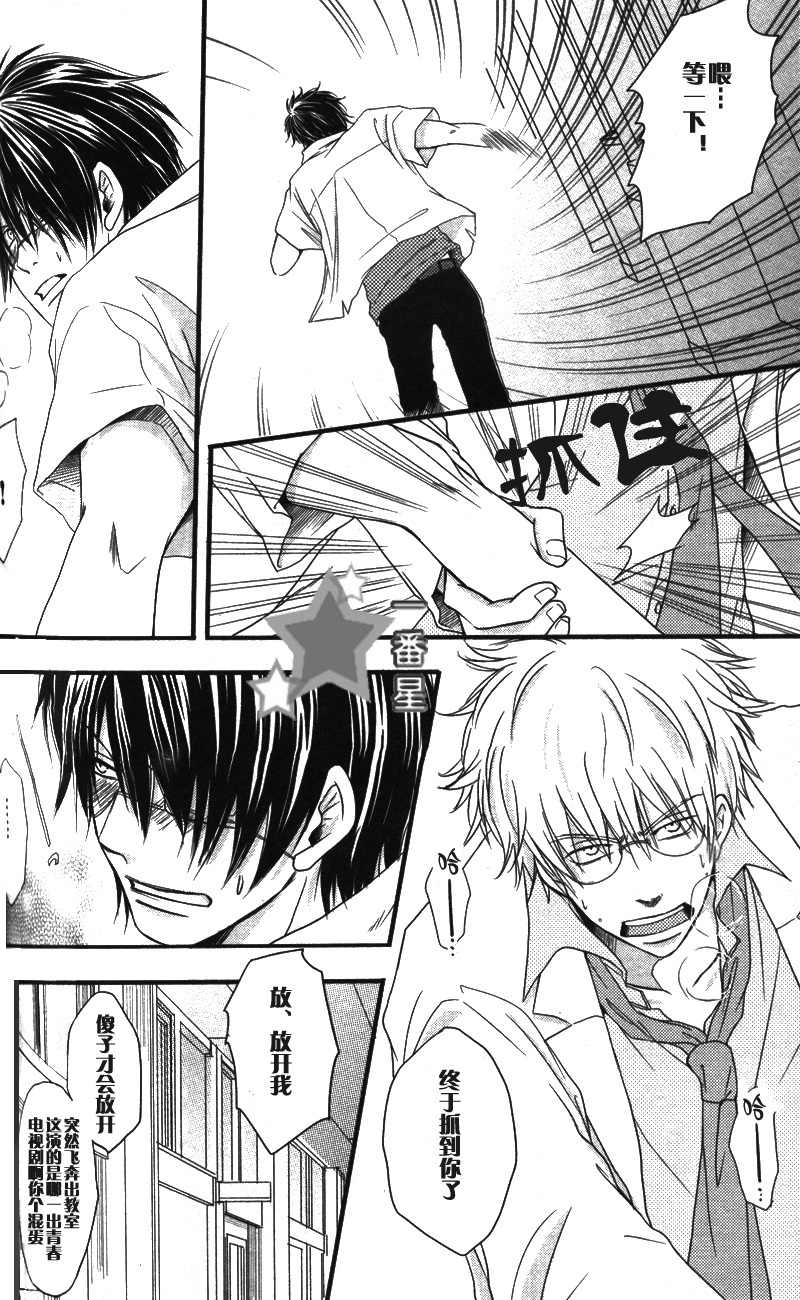 喂…
等一下！
！
抓住
一番星
哈
——…
终于抓到你了
哈
——…
……
放、放开我
傻子才会放开
突然飞奔出教室
这演的是哪一出青春
电视剧啊你个混蛋